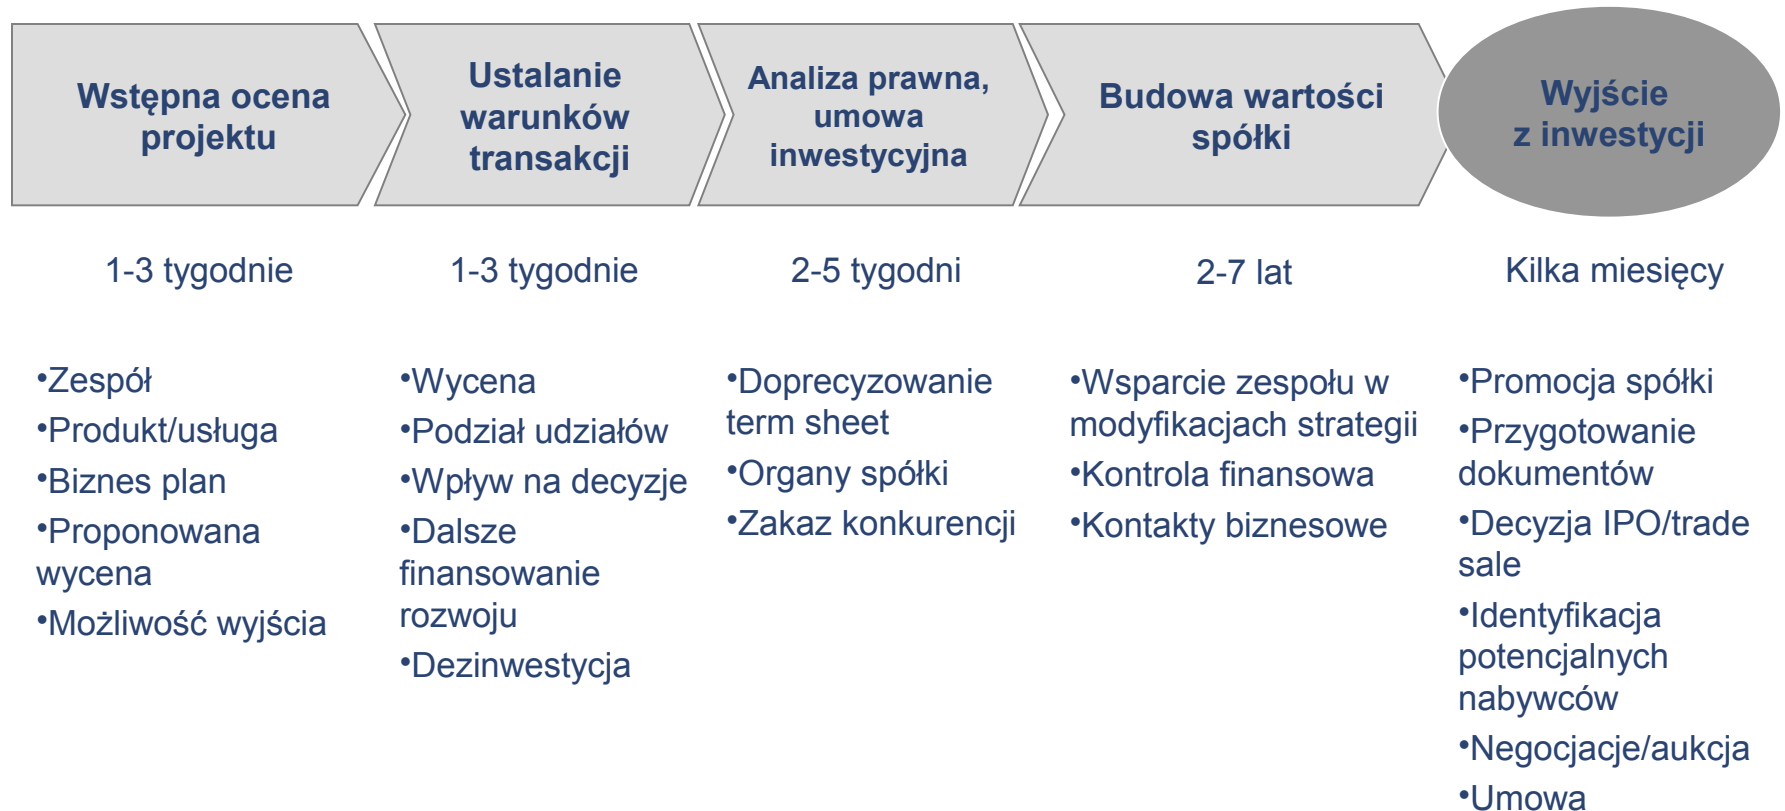 Wstępna ocena
projektu
Ustalanie
warunków
transakcji
Analiza prawna,
umowa
inwestycyjna
Budowa wartości
spółki
Wyjście
z inwestycji
1-3 tygodnie
1-3 tygodnie
2-5 tygodni
2-7 lat
Kilka miesięcy
•Zespół
•Produkt/usługa
•Biznes plan
•Proponowana
wycena
•Możliwość wyjścia
•Wycena
•Podział udziałów
•Wpływ na decyzje
•Dalsze
finansowanie
rozwoju
•Dezinwestycja
•Doprecyzowanie
term sheet
•Organy spółki
•Zakaz konkurencji
•Wsparcie zespołu w
modyfikacjach strategii
•Kontrola finansowa
•Kontakty biznesowe
•Promocja spółki
•Przygotowanie
dokumentów
•Decyzja IPO/trade
sale
•Identyfikacja
potencjalnych
nabywców
•Negocjacje/aukcja
•Umowa